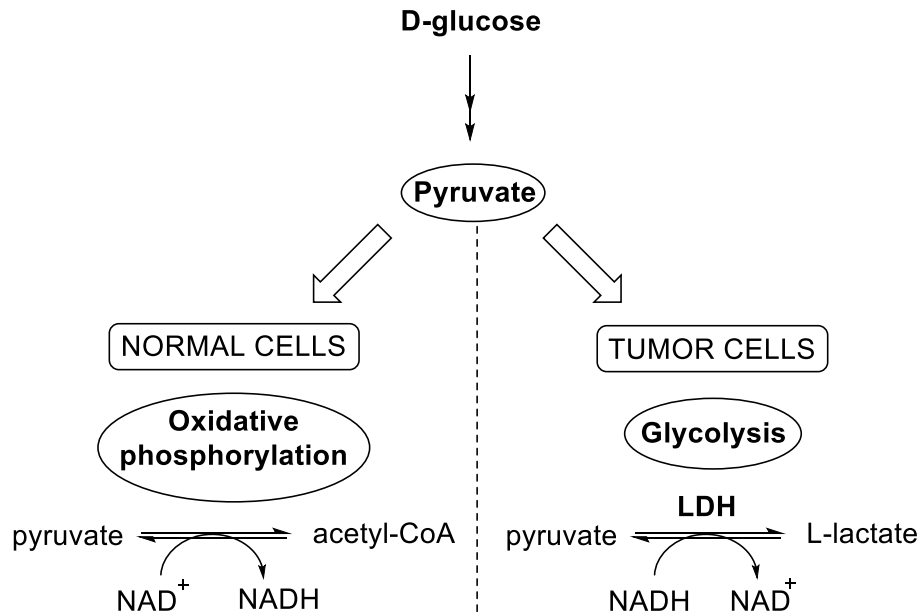 D-glucose
Pyruvate
NORMAL CELLS
Oxidative
phosphorylation
pyruvate acetyl-CoA
NAD+ NADH
TUMOR CELLS
Glycolysis
LDH
pyruvate L-lactate
NADH NAD+